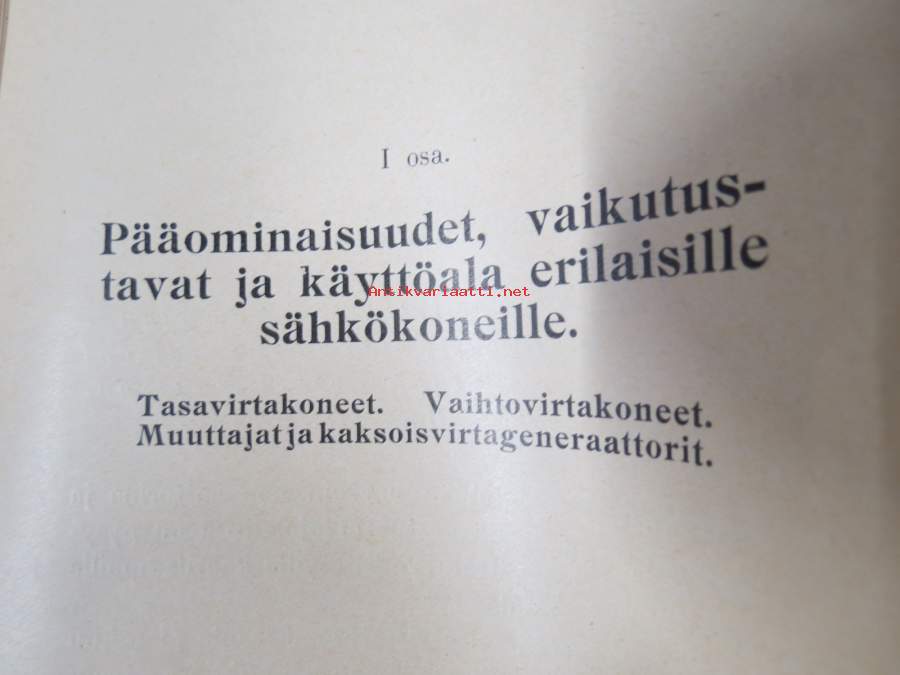 I osa.
Pääominaisuudet, vaikutus-
tavat ja käyttöala erilaisille
Antikvariaatti.net
sähkökoneille.
Tasavirtakoneet. Vaihtovirtakoneet.
Muuttajat ja kaksoisvirtageneraattorit.